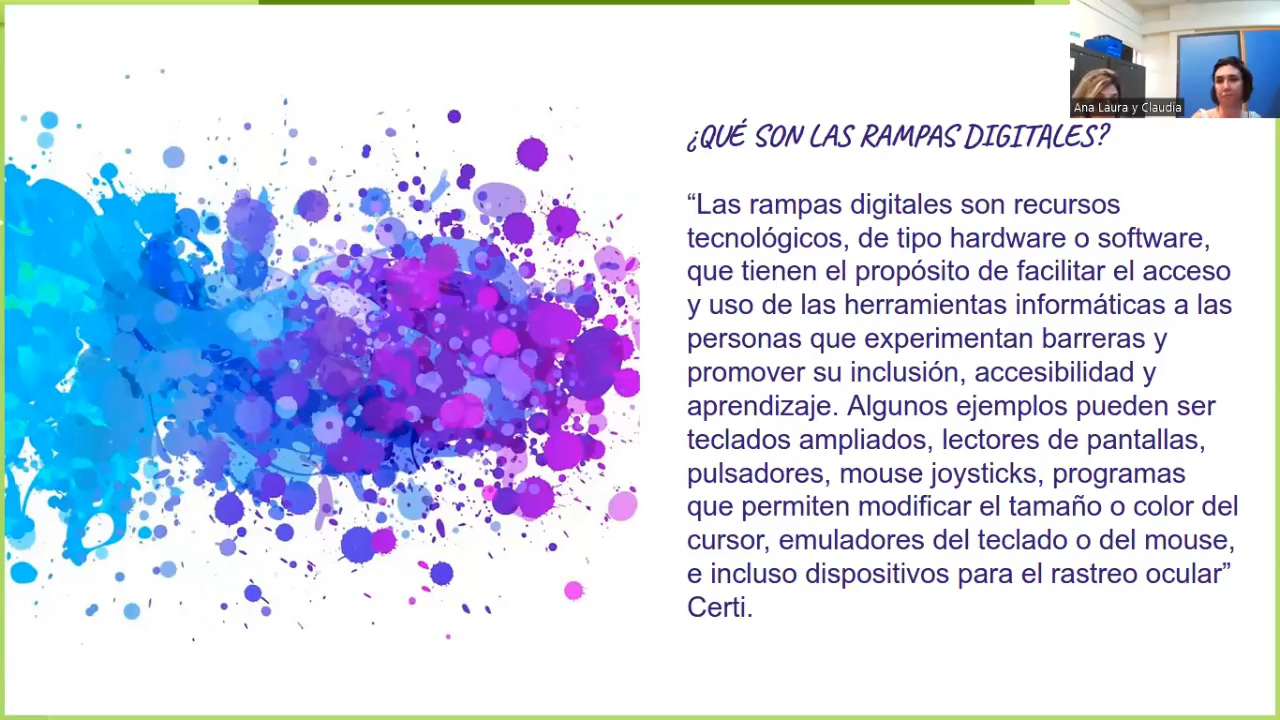 Ana Laura y Claudia
¿QUÉ SON LAS RAMPAS DIGITALES?
“Las rampas digitales son recursos
tecnológicos, de tipo hardware o software,
que tienen el propósito de facilitar el acceso
y uso de las herramientas informáticas a las
personas que experimentan barreras y
promover su inclusión, accesibilidad y
aprendizaje. Algunos ejemplos pueden ser
teclados ampliados, lectores de pantallas,
pulsadores, mouse joysticks, programas
que permiten modificar el tamaño o color del
cursor, emuladores del teclado o del mouse,
e incluso dispositivos para el rastreo ocular”
Certi.